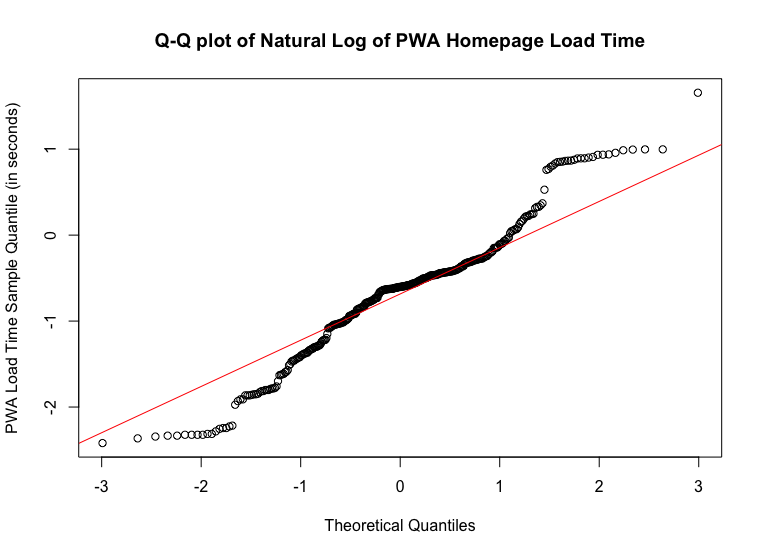 Q-Q plot of Natural Log of PWA Homepage Load Time
PWA Load Time Sample Quantile (in seconds)
1
0
-1
-2
-3 -2 -1 0 1 2 3
Theoretical Quantiles